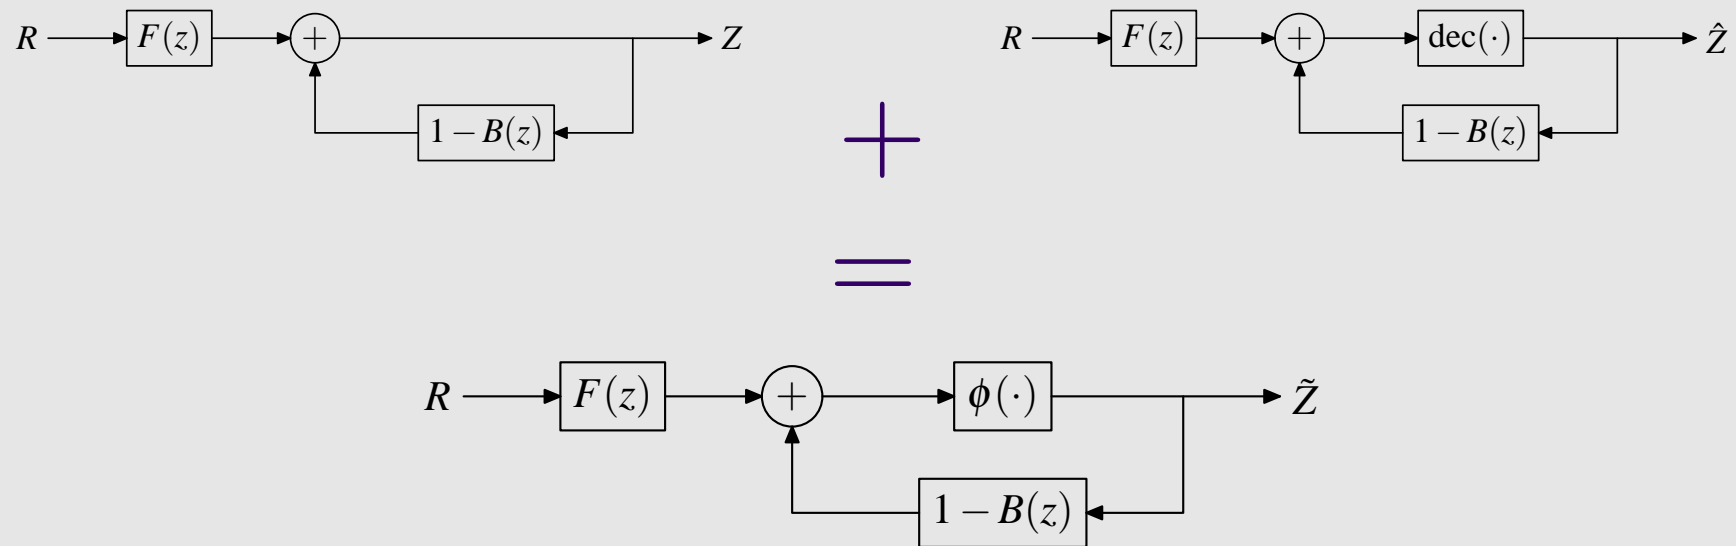 R F(z) + Z
1 − B(z)
R F(z) + dec(·) Ẑ
1 − B(z)
+
=
R F(z) + ϕ(·) Z̃
1 − B(z)